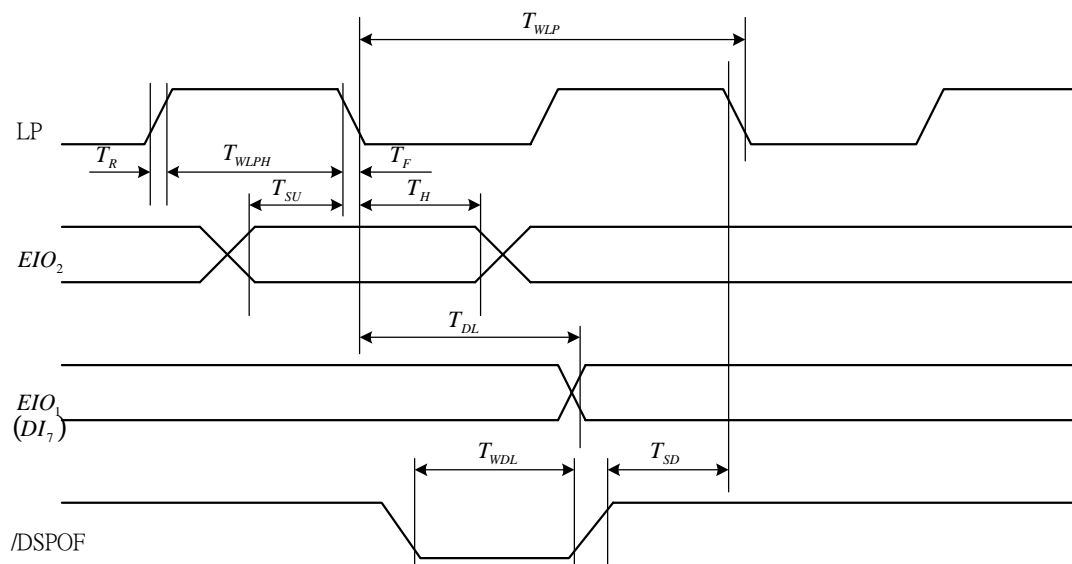 T_WLP
LP
T_R T_WLPH T_F
T_SU T_H
EIO_2
T_DL
EIO_1
(DI_7)
T_WDL T_SD
/DSPOF